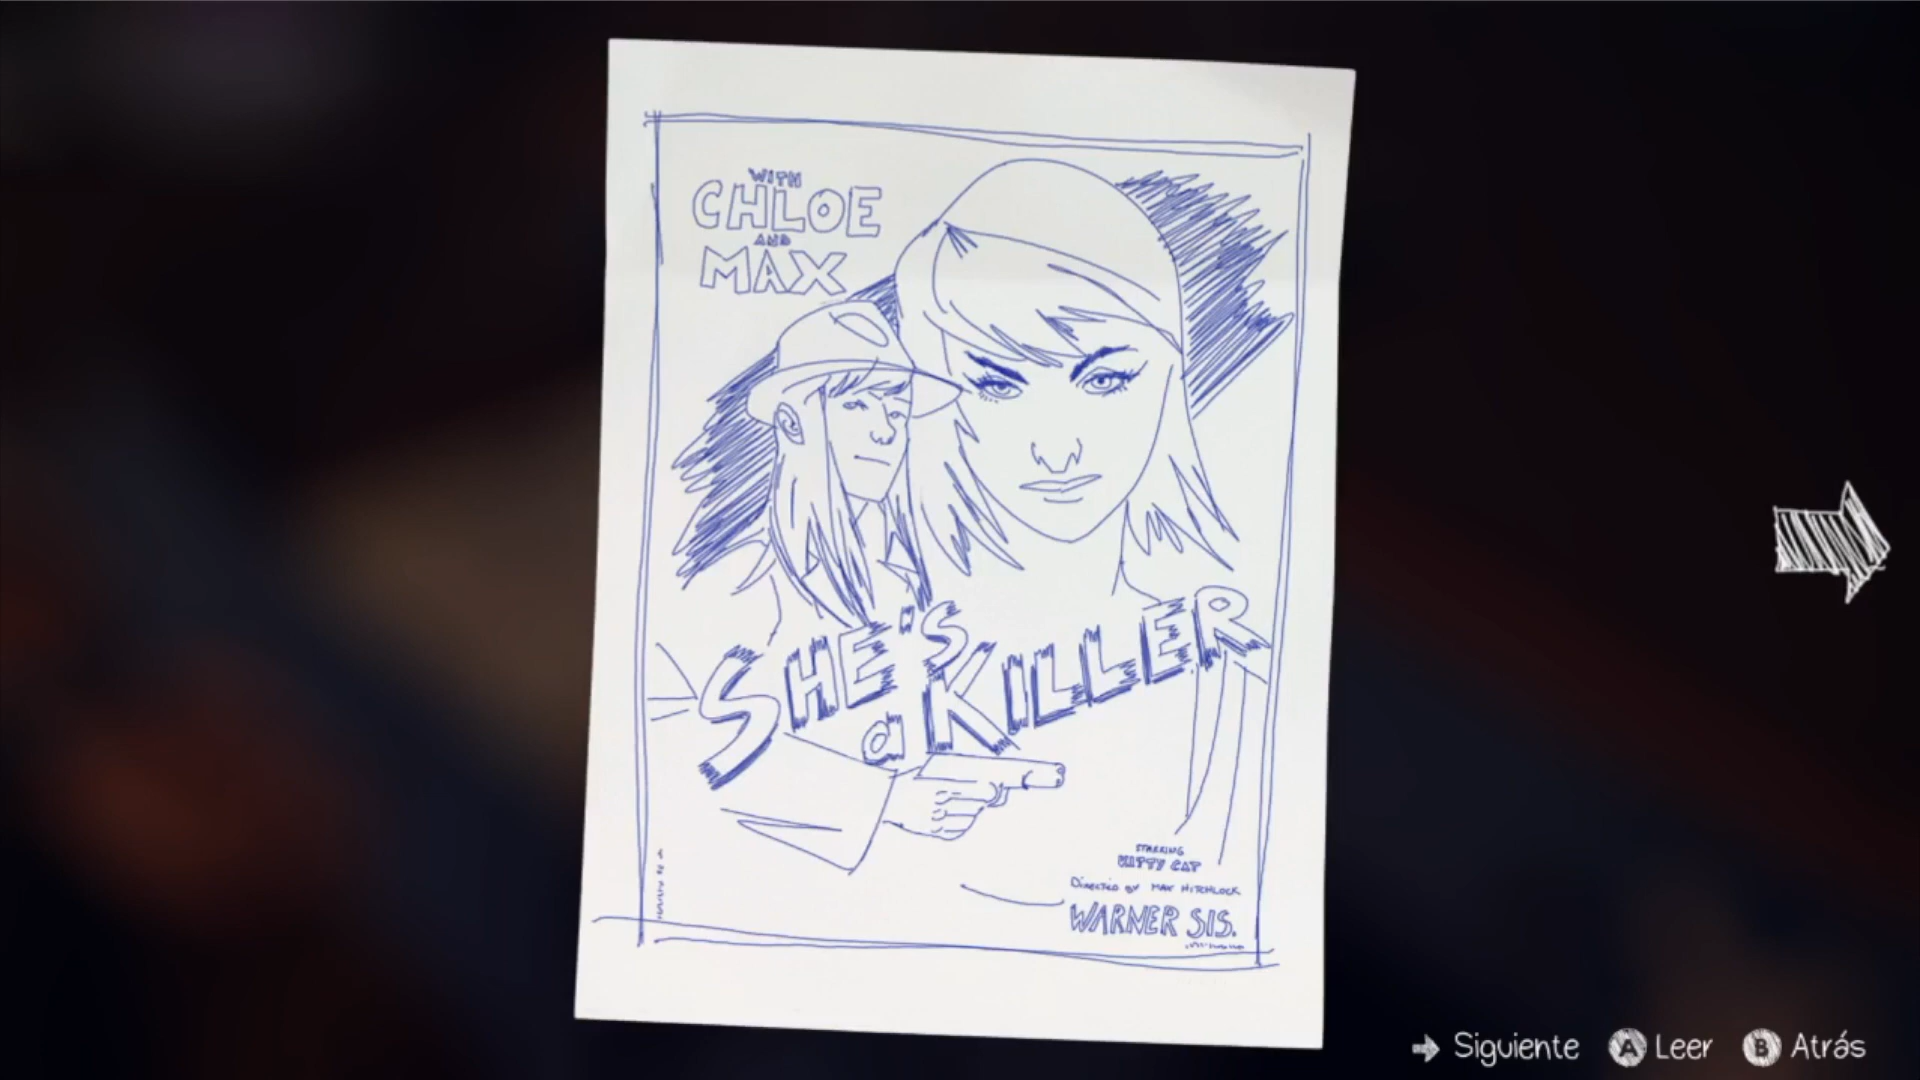 WITH
CHLOE
AND
MAX
SHE'S
a KILLER
STARRING
KITTY CAT
DIRECTED BY MAX HITCHLOCK
WARNER SIS.
Siguiente A Leer B Atrás